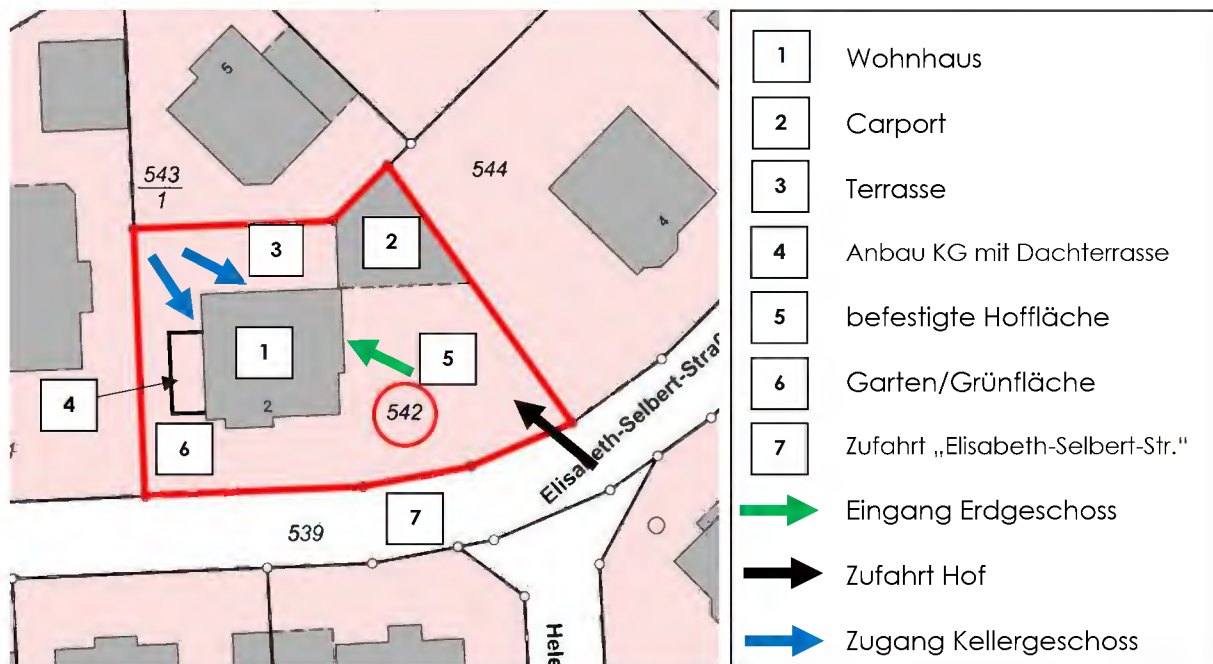 5
543
1
544
3
2
4
1
5
4
2
542
6
Elisabeth-Selbert-Straß
7
539
Hele
1 Wohnhaus
2 Carport
3 Terrasse
4 Anbau KG mit Dachterrasse
5 befestigte Hoffläche
6 Garten/Grünfläche
7 Zufahrt „Elisabeth-Selbert-Str."
Eingang Erdgeschoss
Zufahrt Hof
Zugang Kellergeschoss